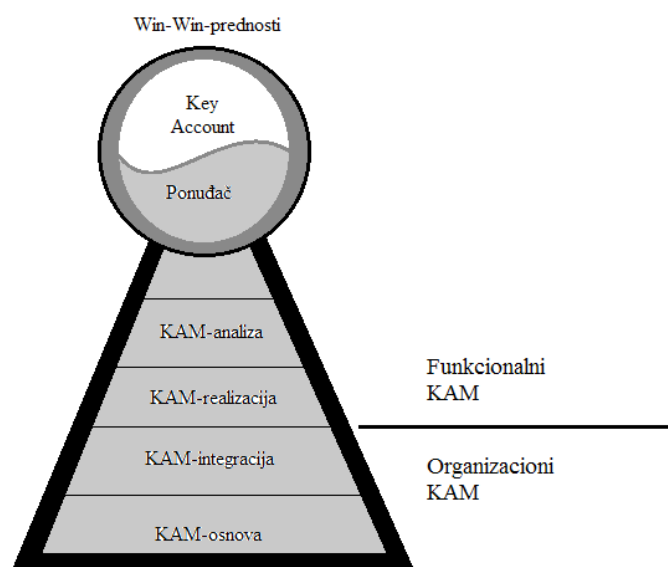 Win-Win-prednosti
Key
Account
Ponuđač
KAM-analiza
KAM-realizacija
KAM-integracija
KAM-osnova
Funkcionalni
KAM
Organizacioni
KAM